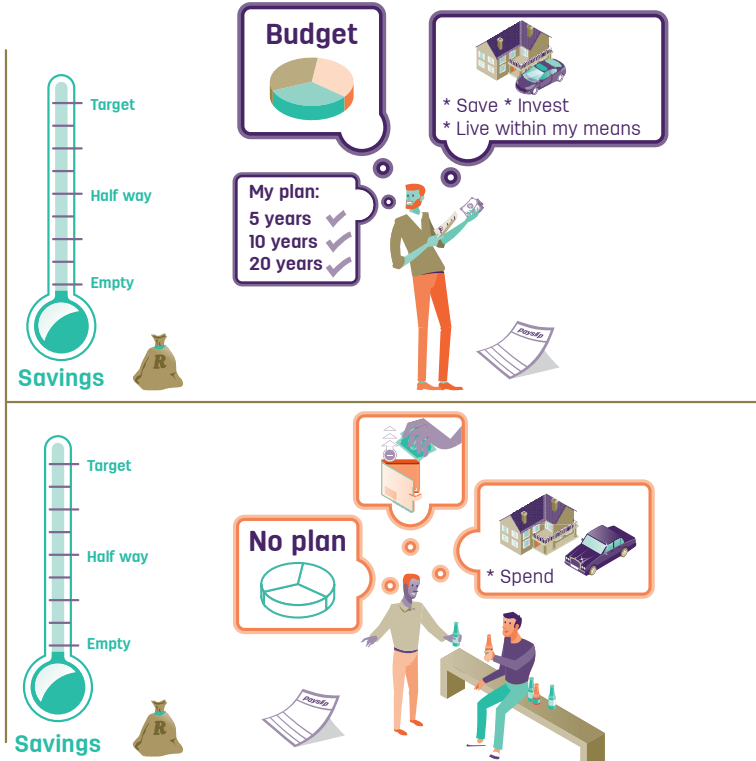 Budget
* Save * Invest
* Live within my means
My plan:
5 years
10 years
20 years
Target
Half way
Empty
Savings
R
payslip
Target
Half way
Empty
Savings
R
No plan
* Spend
payslip